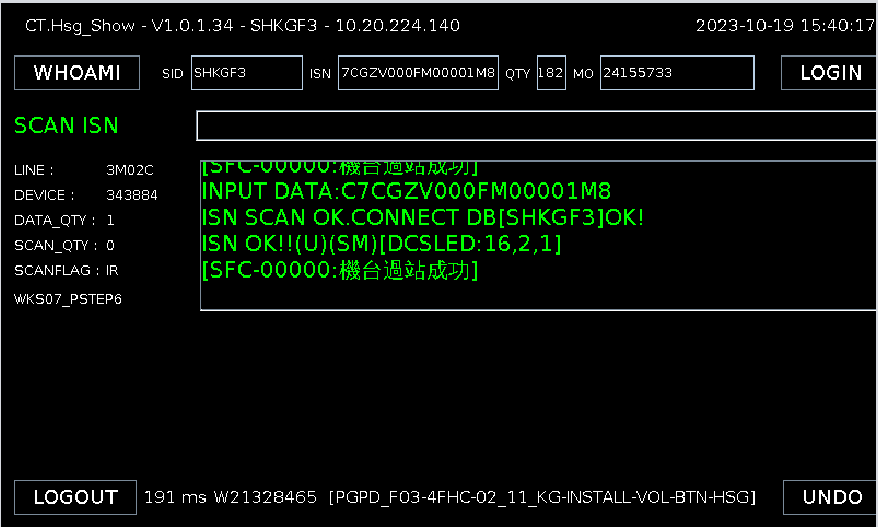 CT.Hsg_Show - V1.0.1.34 - SHKGF3 - 10.20.224.140 2023-10-19 15:40:17
WHOAMI SID SHKGF3 ISN 7CGZV000FM00001M8 QTY 182 MO 24155733 LOGIN
SCAN ISN
LINE : 3M02C
DEVICE : 343884
DATA_QTY : 1
SCAN_QTY : 0
SCANFLAG : IR
WKS07_PSTEP6
[SFC-00000:機台過站成功]
INPUT DATA:C7CGZV000FM00001M8
ISN SCAN OK.CONNECT DB[SHKGF3]OK!
ISN OK!!(U)(SM)[DCSLED:16,2,1]
[SFC-00000:機台過站成功]
LOGOUT 191 ms W21328465 [PGPD_F03-4FHC-02_11_KG-INSTALL-VOL-BTN-HSG] UNDO